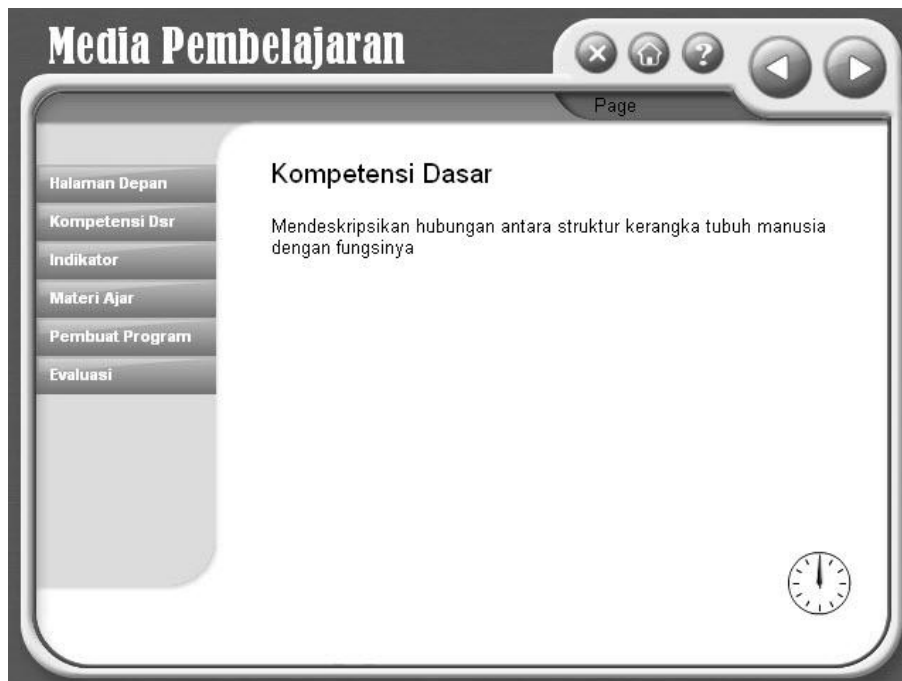 Media Pembelajaran
Page
Halaman Depan
Kompetensi Dsr
Indikator
Materi Ajar
Pembuat Program
Evaluasi
Kompetensi Dasar
Mendeskripsikan hubungan antara struktur kerangka tubuh manusia
dengan fungsinya